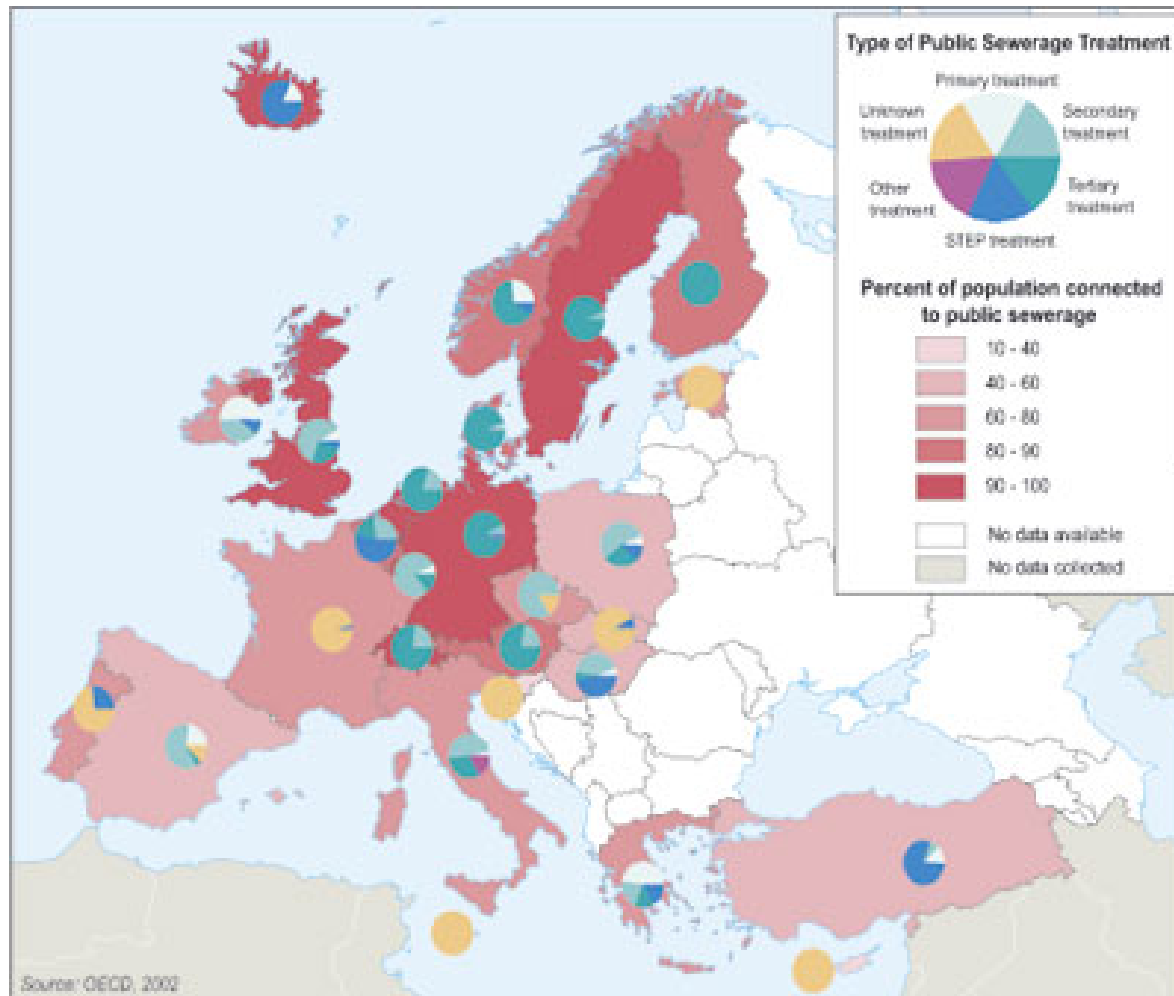 Type of Public Sewerage Treatment
Primary treatment
Unknown
treatment
Secondary
treatment
Other
treatment
Tertiary
treatment
STEP treatment
Percent of population connected
to public sewerage
10 - 40
40 - 60
60 - 80
80 - 90
90 - 100
No data available
No data collected
Source: OECD, 2002